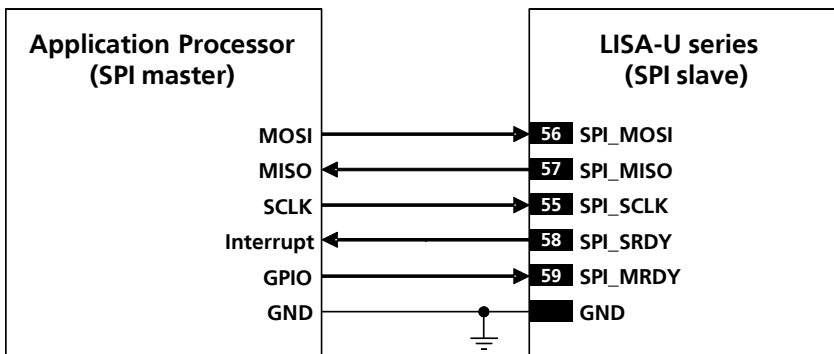 Application Processor
(SPI master)
LISA-U series
(SPI slave)
MOSI 56 SPI_MOSI
MISO 57 SPI_MISO
SCLK 55 SPI_SCLK
Interrupt 58 SPI_SRDY
GPIO 59 SPI_MRDY
GND GND